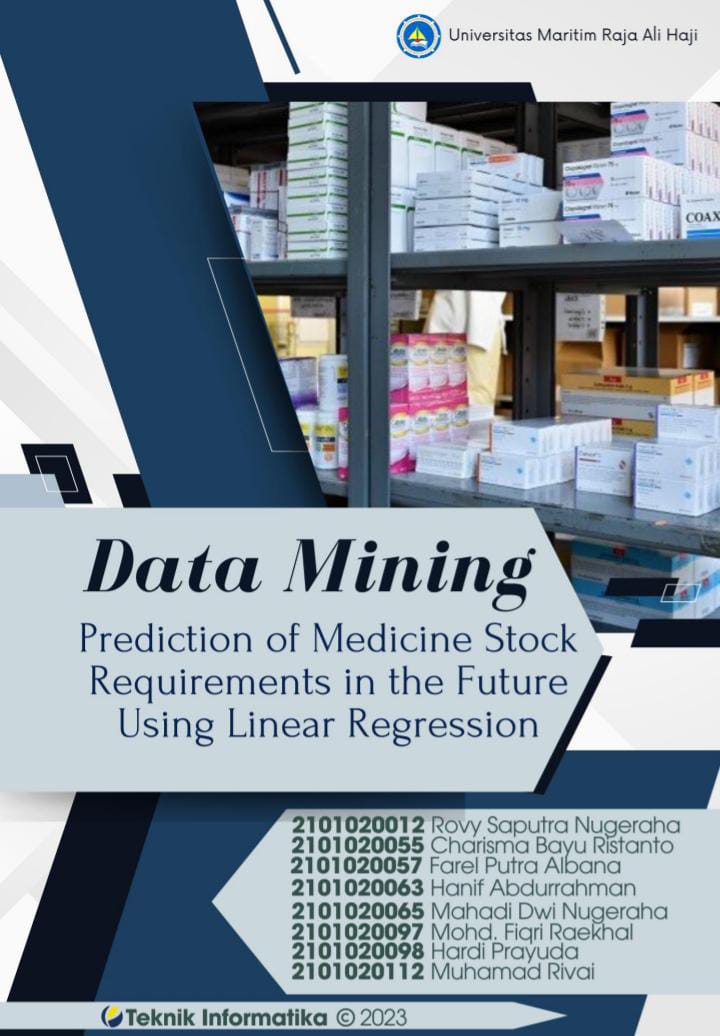 Universitas Maritim Raja Ali Haji
COAX
Data Mining
Prediction of Medicine Stock
Requirements in the Future
Using Linear Regression
2101020012 Rovy Saputra Nugeraha
2101020055 Charisma Bayu Ristanto
2101020057 Farel Putra Albana
2101020063 Hanif Abdurrahman
2101020065 Mahadi Dwi Nugeraha
2101020097 Mohd. Fiqri Raekhal
2101020098 Hardi Prayuda
2101020112 Muhamad Rivai
Teknik Informatika © 2023